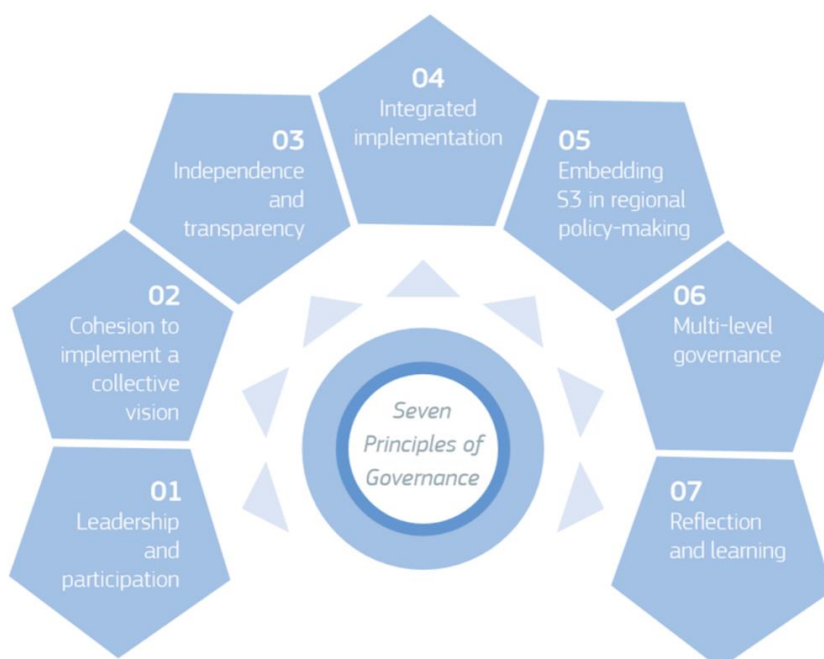 01
Leadership
and
participation
02
Cohesion to
implement a
collective
vision
03
Independence
and
transparency
04
Integrated
implementation
05
Embedding
S3 in regional
policy-making
06
Multi-level
governance
07
Reflection
and learning
Seven
Principles of
Governance